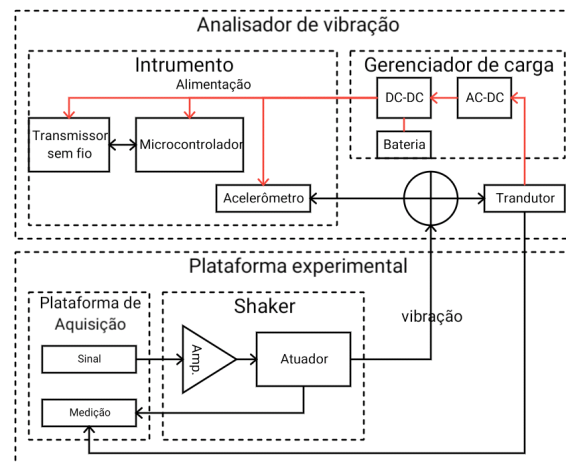 Analisador de vibração
Intrumento
Gerenciador de carga
Alimentação
DC-DC
AC-DC
Transmissor
sem fio
Microcontrolador
Bateria
Acelerômetro
Trandutor
Plataforma experimental
Plataforma de
Aquisição
Shaker
vibração
Sinal
Amp.
Atuador
Medição